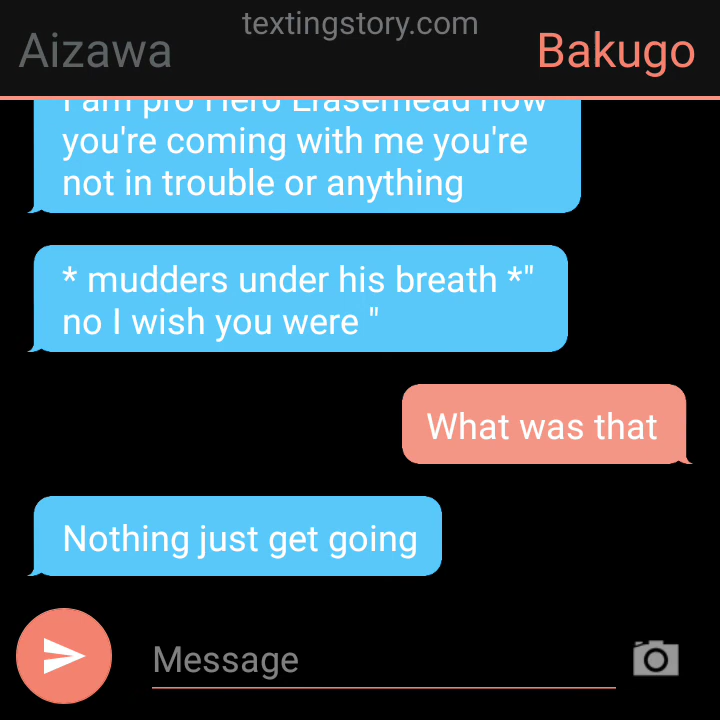 textingstory.com
Aizawa
Bakugo
I am pro Hero Erasernead now
you're coming with me you're
not in trouble or anything
* mudders under his breath *"
no I wish you were "
What was that
Nothing just get going
Message